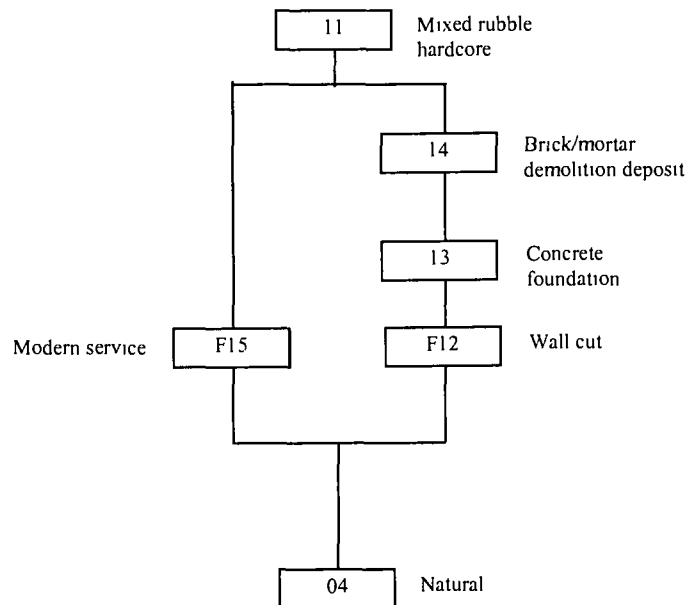 11
Mixed rubble
hardcore
14
Brick/mortar
demolition deposit
13
Concrete
foundation
Modern service
F15
F12
Wall cut
04
Natural